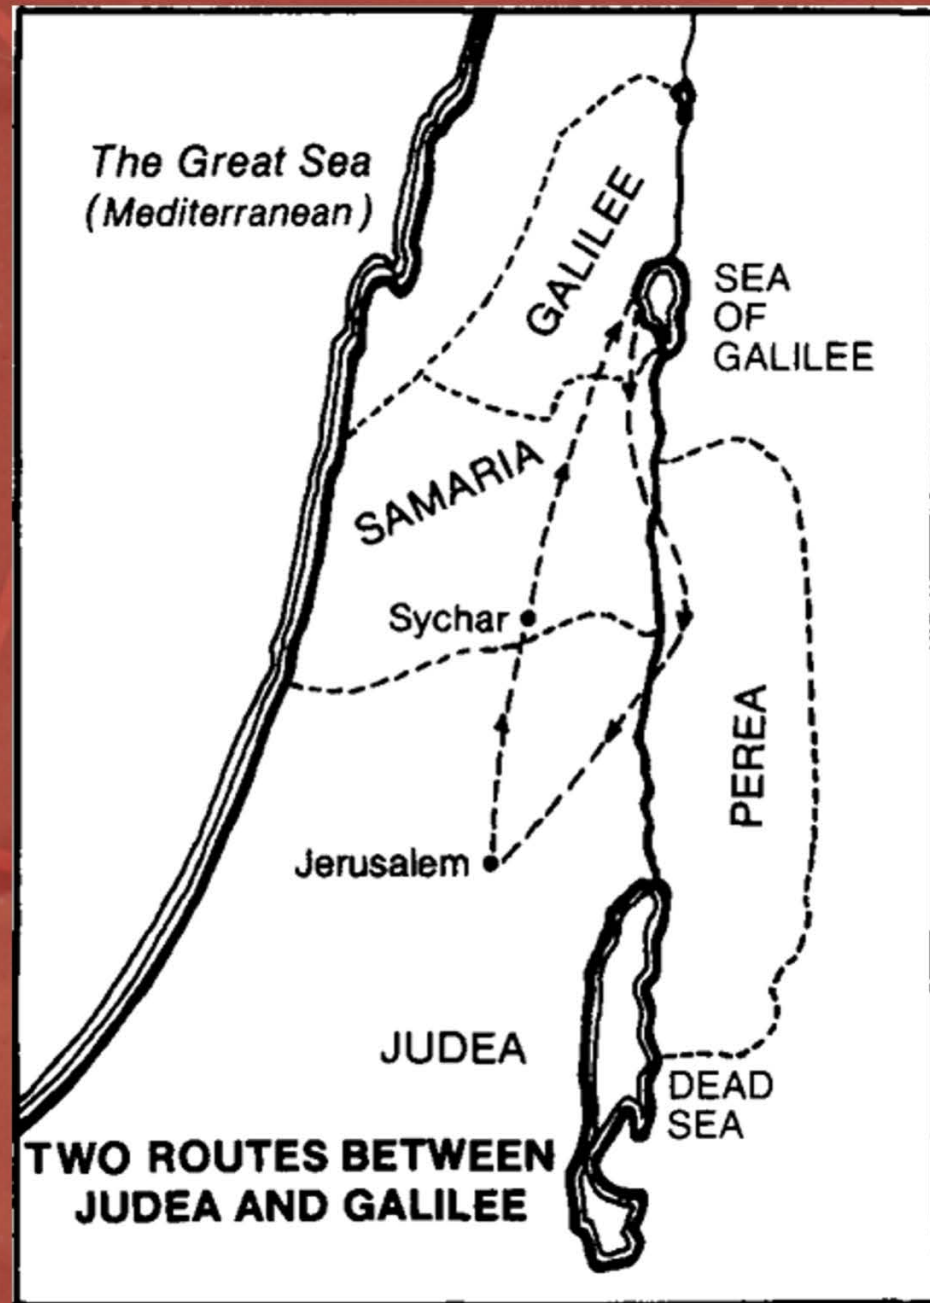 The Great Sea
(Mediterranean)
GALILEE
SEA
OF
GALILEE
SAMARIA
Sychar
PEREA
Jerusalem
JUDEA
DEAD
SEA
TWO ROUTES BETWEEN
JUDEA AND GALILEE